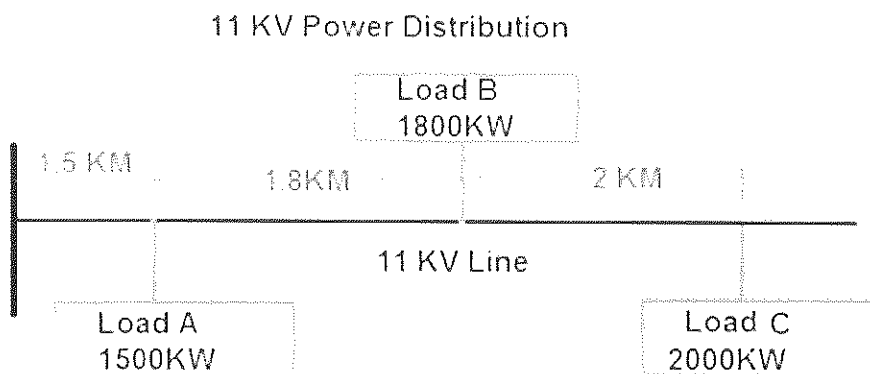 11 KV Power Distribution
Load B
1800KW
1.5 KM
1.8KM
2 KM
11 KV Line
Load A
1500KW
Load C
2000KW